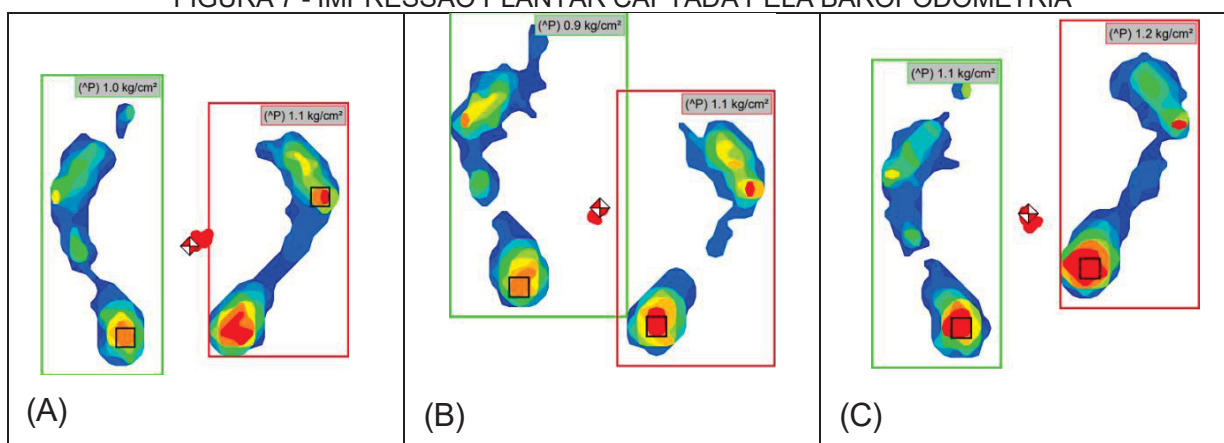 FIGURA 7 - IMPRESSÃO PLANTAR CAPTADA PELA BAROPODOMETRIA
(^P) 1.0 kg/cm²
(^P) 1.1 kg/cm²
(A)
(^P) 0.9 kg/cm²
(^P) 1.1 kg/cm²
(B)
(^P) 1.1 kg/cm²
(^P) 1.2 kg/cm²
(C)